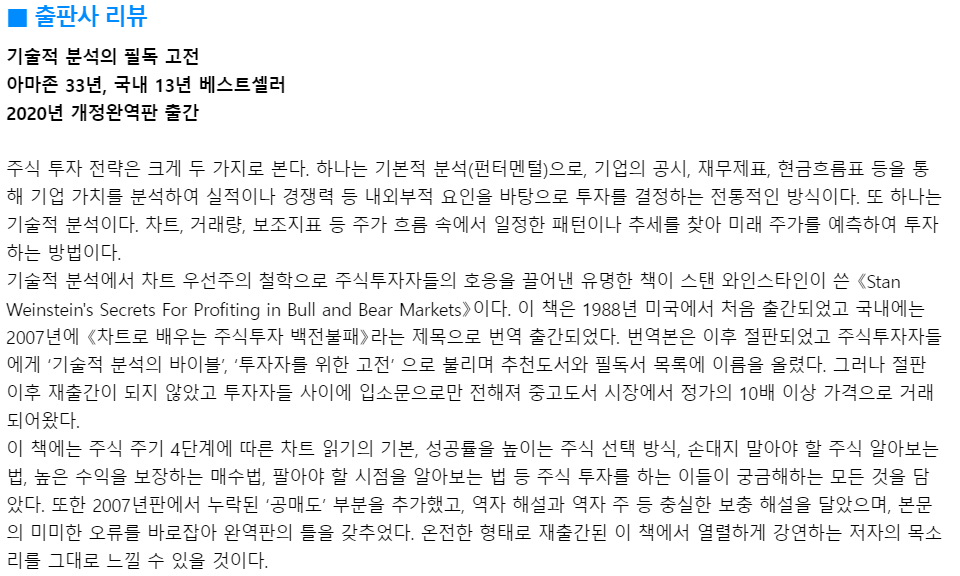 ■ 출판사 리뷰
기술적 분석의 필독 고전
아마존 33년, 국내 13년 베스트셀러
2020년 개정완역판 출간
주식 투자 전략은 크게 두 가지로 본다. 하나는 기본적 분석(펀터멘털)으로, 기업의 공시, 재무제표, 현금흐름표 등을 통
해 기업 가치를 분석하여 실적이나 경쟁력 등 내외부적 요인을 바탕으로 투자를 결정하는 전통적인 방식이다. 또 하나는
기술적 분석이다. 차트, 거래량, 보조지표 등 주가 흐름 속에서 일정한 패턴이나 추세를 찾아 미래 주가를 예측하여 투자
하는 방법이다.
기술적 분석에서 차트 우선주의 철학으로 주식투자자들의 호응을 끌어낸 유명한 책이 스탠 와인스타인이 쓴 《Stan
Weinstein's Secrets For Profiting in Bull and Bear Markets》이다. 이 책은 1988년 미국에서 처음 출간되었고 국내에는
2007년에 《차트로 배우는 주식투자 백전불패》라는 제목으로 번역 출간되었다. 번역본은 이후 절판되었고 주식투자자들
에게 ‘기술적 분석의 바이블’, ‘투자자를 위한 고전’ 으로 불리며 추천도서와 필독서 목록에 이름을 올렸다. 그러나 절판
이후 재출간이 되지 않았고 투자자들 사이에 입소문으로만 전해져 중고도서 시장에서 정가의 10배 이상 가격으로 거래
되어왔다.
이 책에는 주식 주기 4단계에 따른 차트 읽기의 기본, 성공률을 높이는 주식 선택 방식, 손대지 말아야 할 주식 알아보는
법, 높은 수익을 보장하는 매수법, 팔아야 할 시점을 알아보는 법 등 주식 투자를 하는 이들이 궁금해하는 모든 것을 담
았다. 또한 2007년판에서 누락된 ‘공매도’ 부분을 추가했고, 역자 해설과 역자 주 등 충실한 보충 해설을 달았으며, 본문
의 미미한 오류를 바로잡아 완역판의 틀을 갖추었다. 온전한 형태로 재출간된 이 책에서 열렬하게 강연하는 저자의 목소
리를 그대로 느낄 수 있을 것이다.